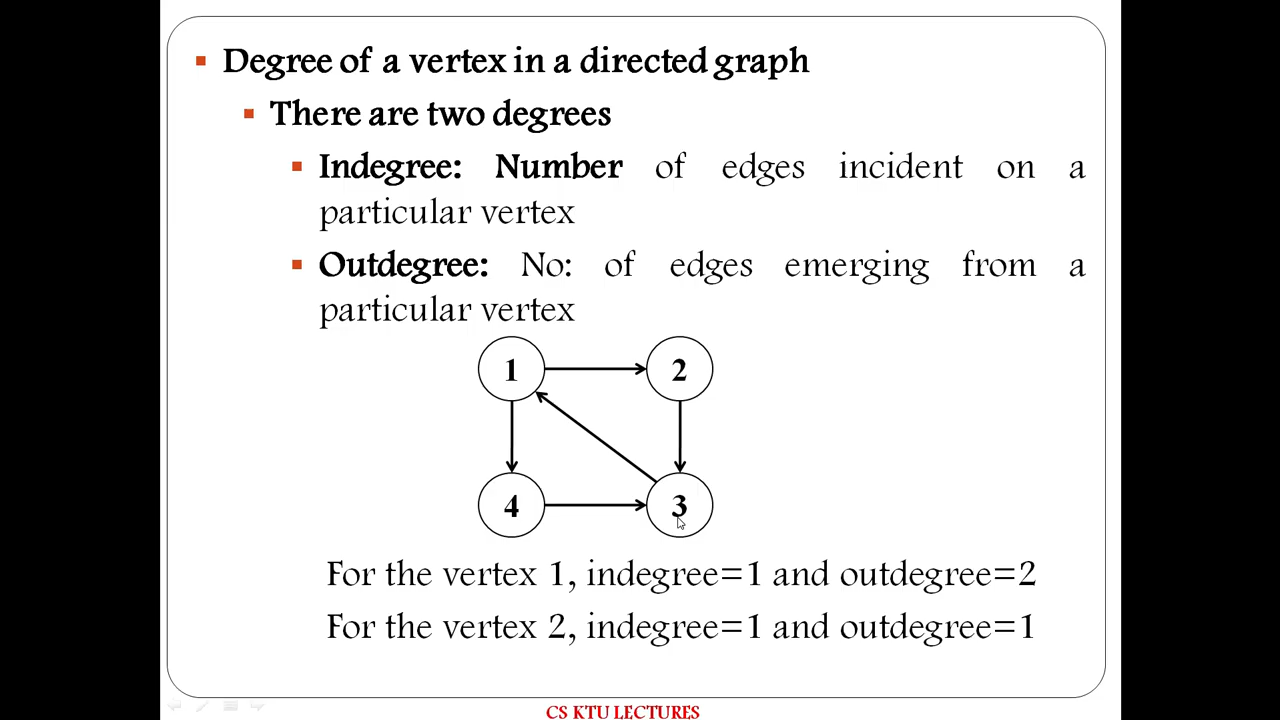 Degree of a vertex in a directed graph
There are two degrees
Indegree: Number of edges incident on a
particular vertex
Outdegree: No: of edges emerging from a
particular vertex
1
2
4
3
For the vertex 1, indegree=1 and outdegree=2
For the vertex 2, indegree=1 and outdegree=1
CS KTU LECTURES